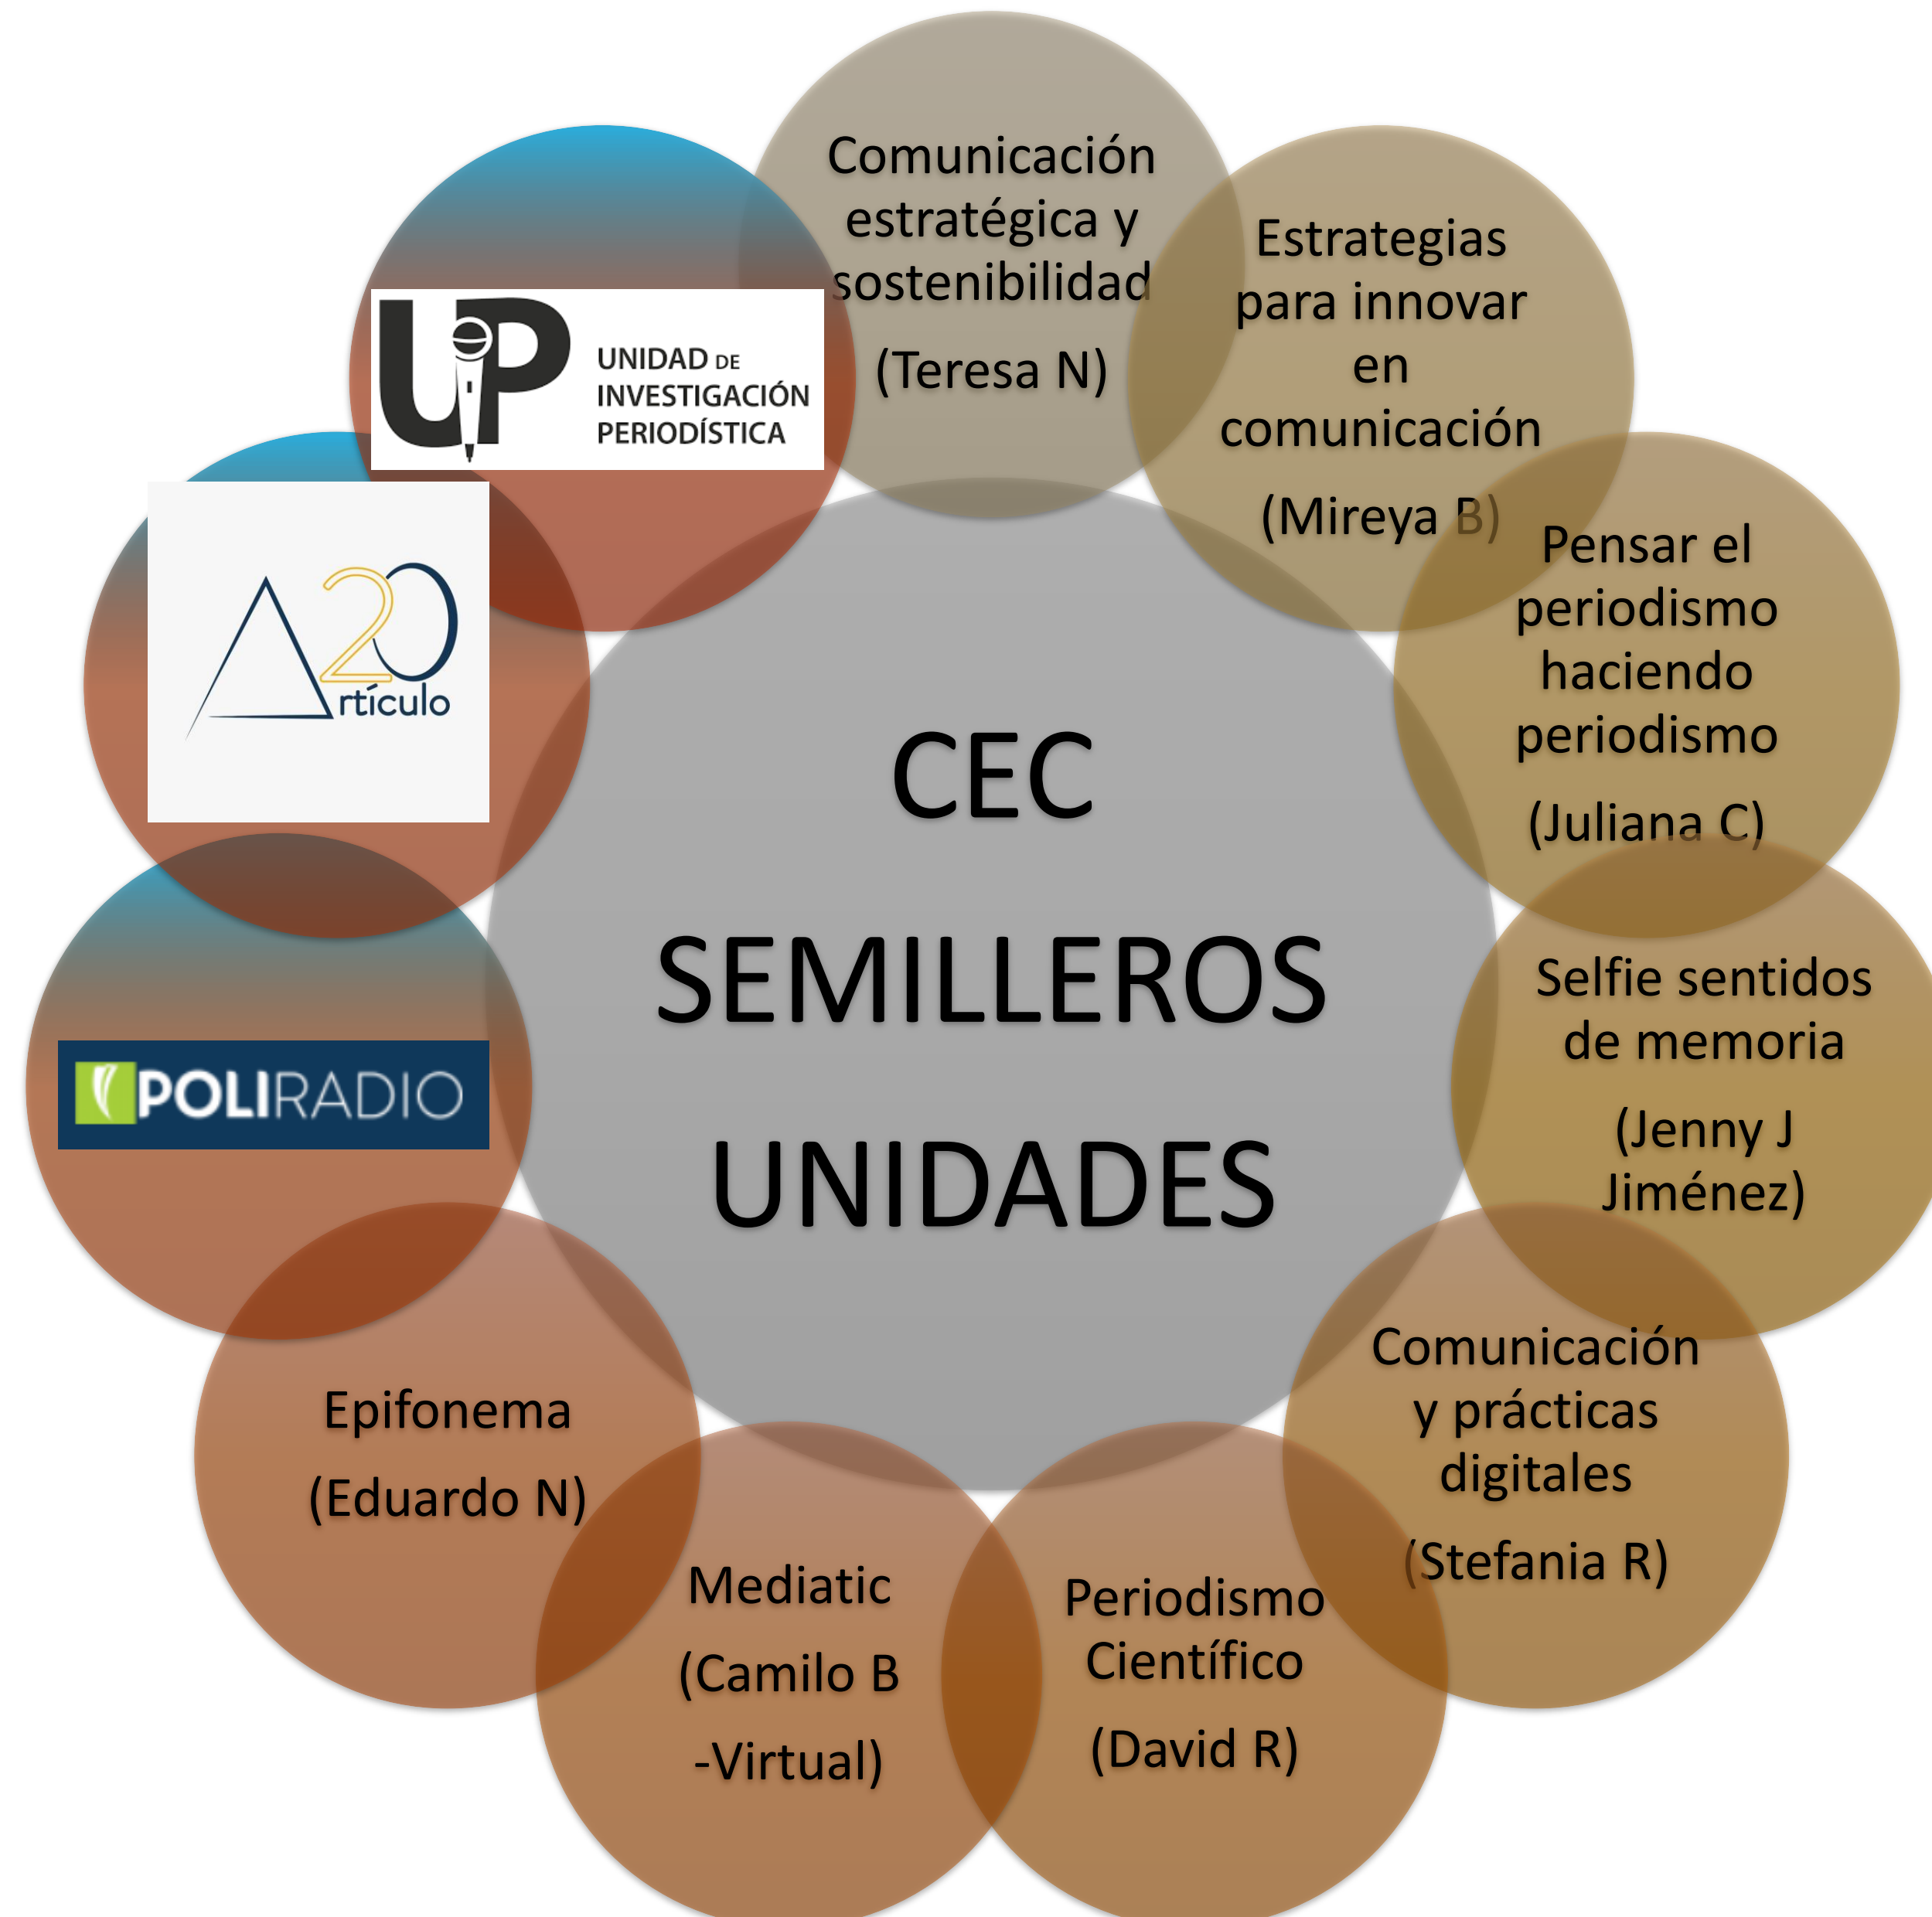 CEC
SEMILLEROS
UNIDADES
Comunicación
estratégica y
sostenibilidad
(Teresa N)
Estrategias
para innovar
en
comunicación
(Mireya B)
Pensar el
periodismo
haciendo
periodismo
(Juliana C)
Selfie sentidos
de memoria
(Jenny J
Jiménez)
Comunicación
y prácticas
digitales
(Stefania R)
Periodismo
Científico
(David R)
Mediatic
(Camilo B
-Virtual)
Epifonema
(Eduardo N)
POLIRADIO
A20
rtículo
UIP
UNIDAD DE
INVESTIGACIÓN
PERIODÍSTICA